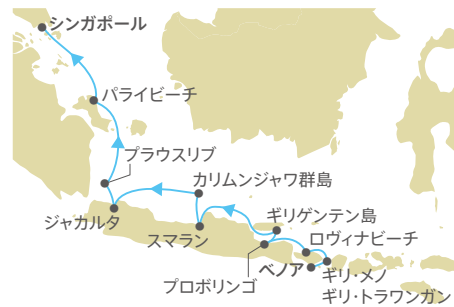 シンガポール
パライビーチ
プラウスリブ
カリムンジャワ群島
ジャカルタ
スマラン
ギリゲンテン島
ロヴィナビーチ
プロボリンゴ
ベノア
ギリ・メノ
ギリ・トラワンガン